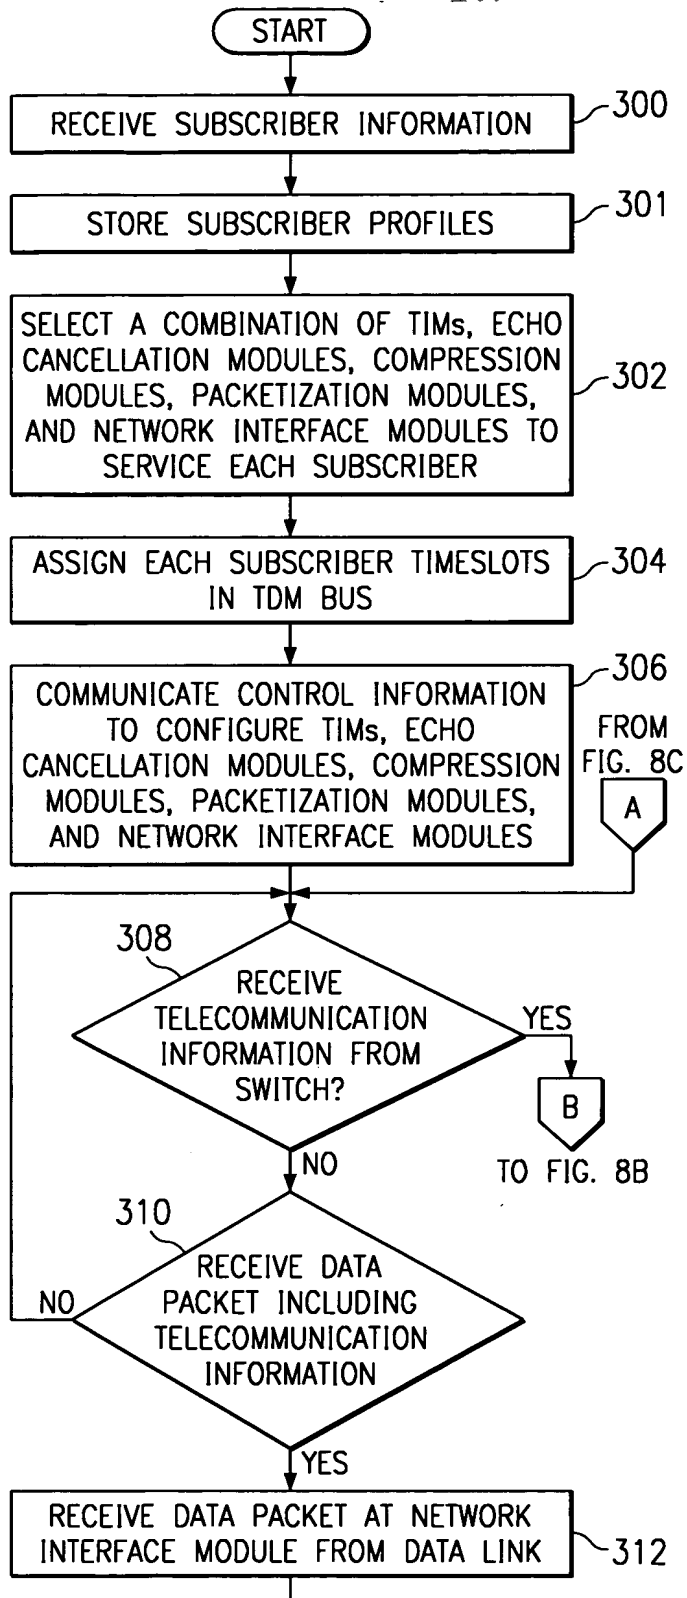 START
RECEIVE SUBSCRIBER INFORMATION
300
STORE SUBSCRIBER PROFILES
301
SELECT A COMBINATION OF TIMs, ECHO
CANCELLATION MODULES, COMPRESSION
MODULES, PACKETIZATION MODULES,
AND NETWORK INTERFACE MODULES TO
SERVICE EACH SUBSCRIBER
302
ASSIGN EACH SUBSCRIBER TIMESLOTS
IN TDM BUS
304
COMMUNICATE CONTROL INFORMATION
TO CONFIGURE TIMs, ECHO
CANCELLATION MODULES, COMPRESSION
MODULES, PACKETIZATION MODULES,
AND NETWORK INTERFACE MODULES
306
FROM
FIG. 8C
A
308
RECEIVE
TELECOMMUNICATION
INFORMATION FROM
SWITCH?
YES
B
TO FIG. 8B
NO
310
RECEIVE DATA
PACKET INCLUDING
TELECOMMUNICATION
INFORMATION
NO
YES
RECEIVE DATA PACKET AT NETWORK
INTERFACE MODULE FROM DATA LINK
312